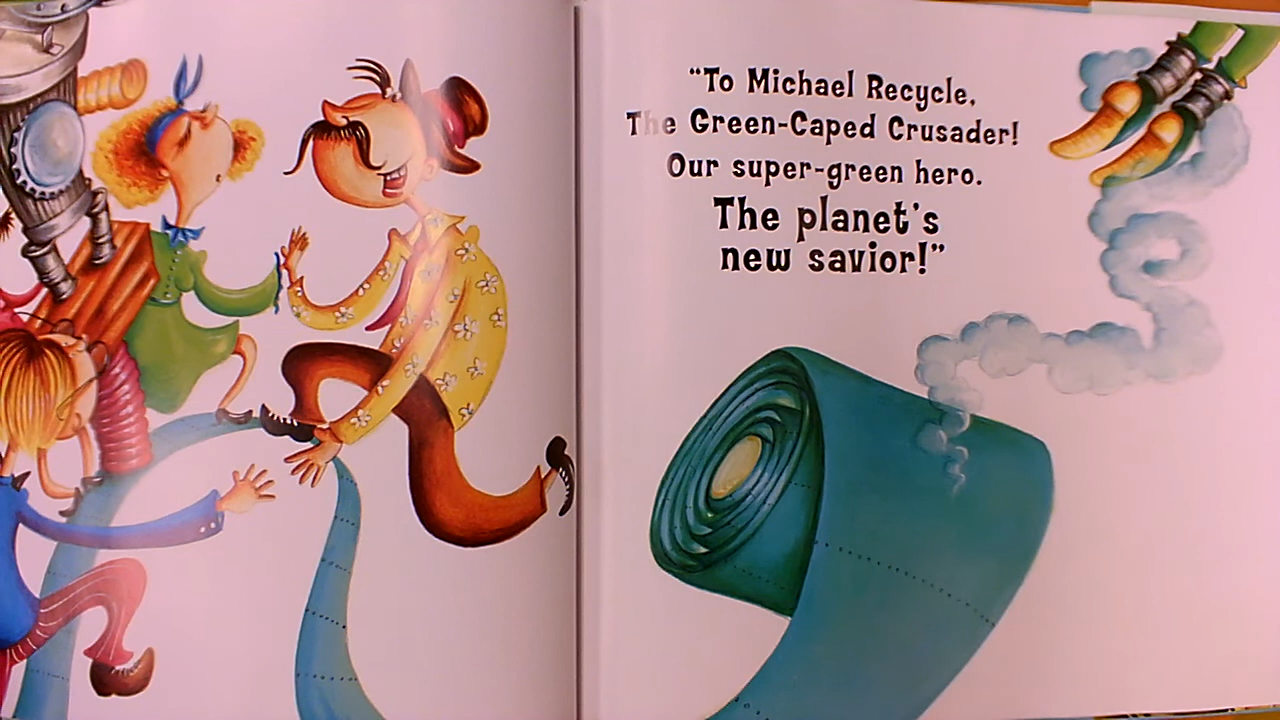 “To Michael Recycle,
The Green-Caped Crusader!
Our super-green hero.
The planet’s
new savior!”